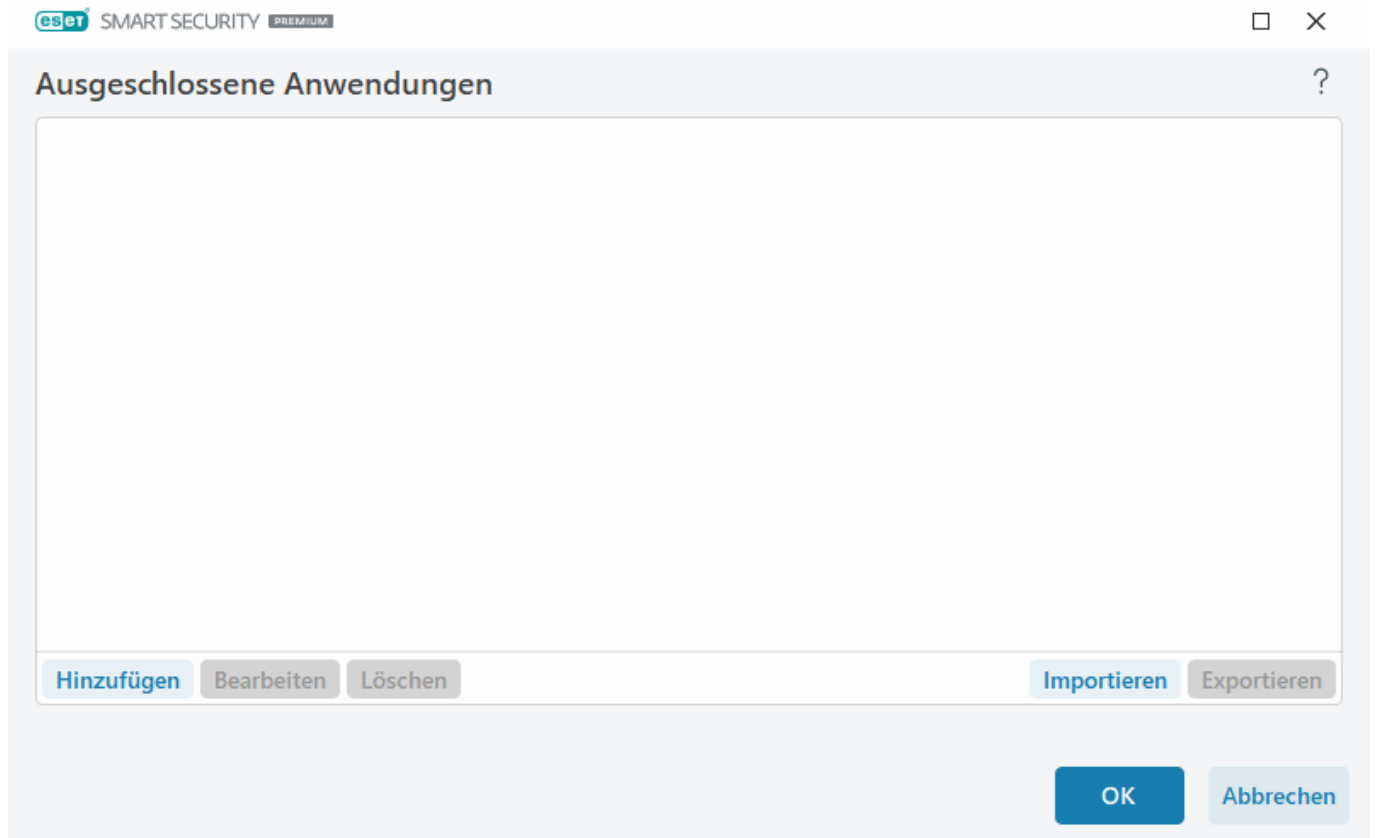 eset SMART SECURITY PREMIUM
Ausgeschlossene Anwendungen ?
Hinzufügen Bearbeiten Löschen Importieren Exportieren
OK Abbrechen